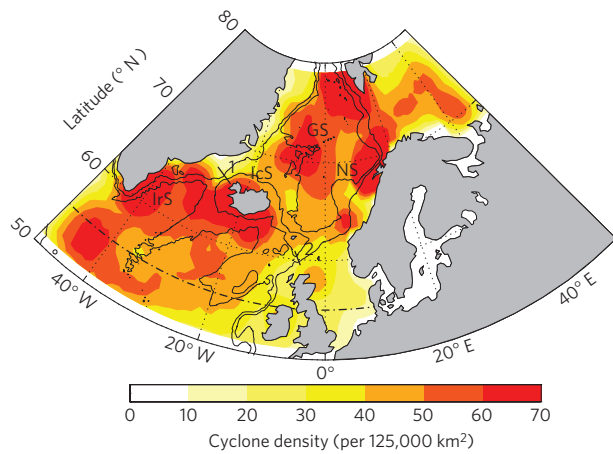 80
Latitude (° N)
70
60
50
GS
NS
IcS
1
IrS
40° W
20° W
0°
20° E
40° E
0 10 20 30 40 50 60 70
Cyclone density (per 125,000 km²)